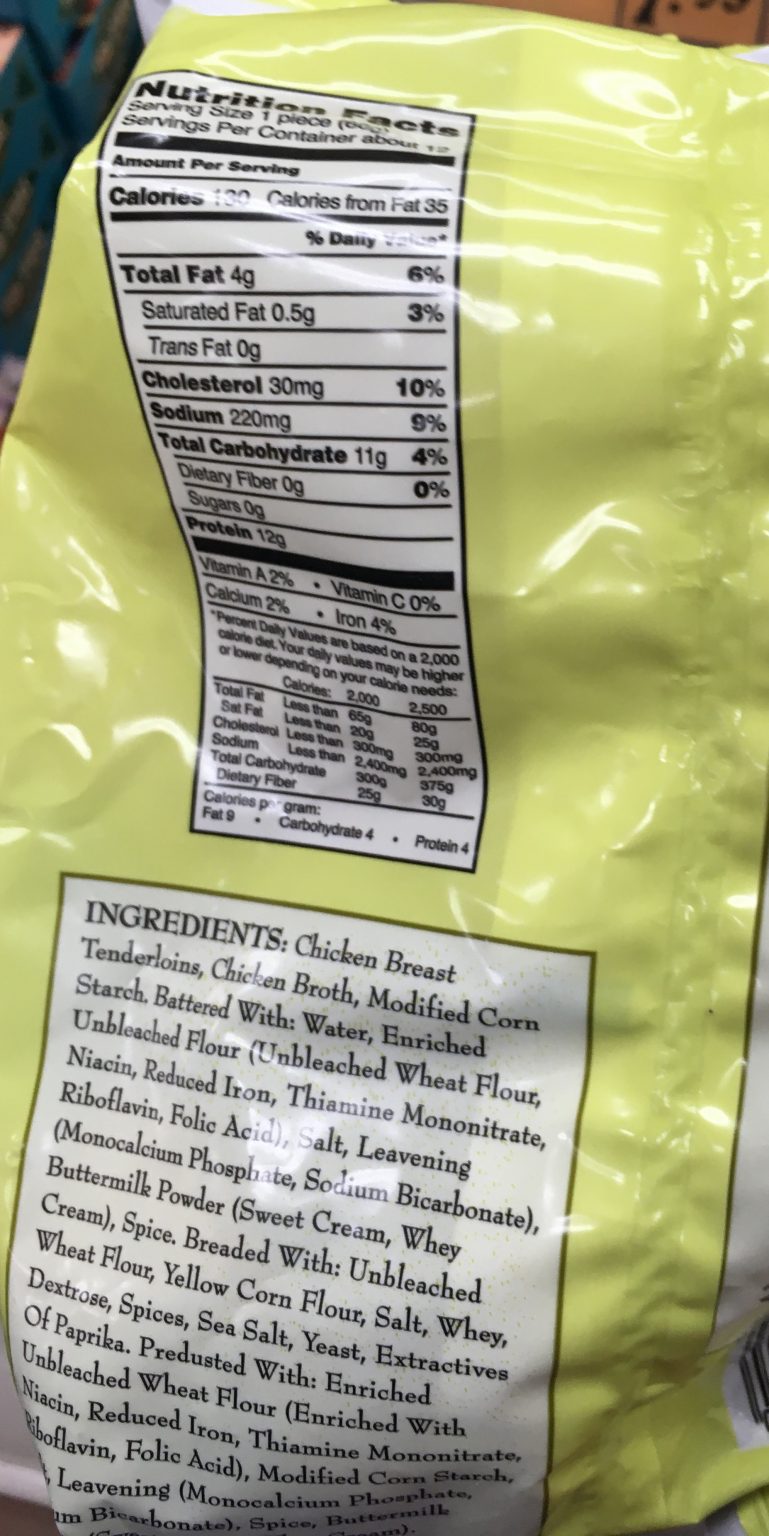 7.99
Nutrition Facts
Serving Size 1 piece
Servings Per Container about 12
Amount Per Serving
Calories 130 Calories from Fat 35
% Daily Value*
Total Fat 4g 6%
Saturated Fat 0.5g 3%
Trans Fat 0g
Cholesterol 30mg 10%
Sodium 220mg 9%
Total Carbohydrate 11g 4%
Dietary Fiber 0g 0%
Sugars 0g
Protein 12g
Vitamin A 2% • Vitamin C 0%
Calcium 2% • Iron 4%
*Percent Daily Values are based on a 2,000
calorie diet. Your daily values may be higher
or lower depending on your calorie needs:
Calories: 2,000 2,500
Total Fat Less than 65g 80g
Sat Fat Less than 20g 25g
Cholesterol Less than 300mg 300mg
Sodium Less than 2,400mg 2,400mg
Total Carbohydrate 300g 375g
Dietary Fiber 25g 30g
Calories per gram:
Fat 9 • Carbohydrate 4 • Protein 4
INGREDIENTS: Chicken Breast
Tenderloins, Chicken Broth, Modified Corn
Starch. Battered With: Water, Enriched
Unbleached Flour (Unbleached Wheat Flour,
Niacin, Reduced Iron, Thiamine Mononitrate,
Riboflavin, Folic Acid), Salt, Leavening
(Monocalcium Phosphate, Sodium Bicarbonate),
Buttermilk Powder (Sweet Cream, Whey
Cream), Spice. Breaded With: Unbleached
Wheat Flour, Yellow Corn Flour, Salt, Whey,
Dextrose, Spices, Sea Salt, Yeast, Extractives
Of Paprika. Predusted With: Enriched
Unbleached Wheat Flour (Enriched With
Niacin, Reduced Iron, Thiamine Mononitrate,
Riboflavin, Folic Acid), Modified Corn Starch,
Leavening (Monocalcium Phosphate,
um Bicarbonate), Spice, Buttermilk